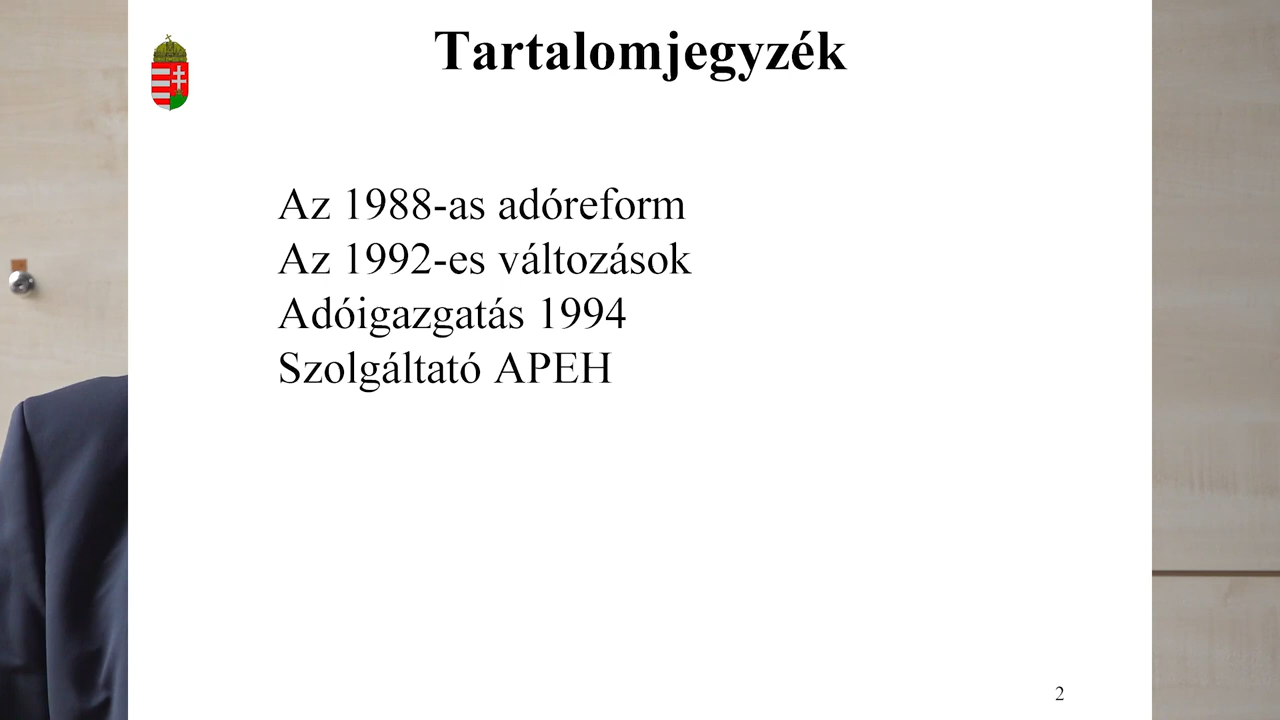 Tartalomjegyzék
Az 1988-as adóreform
Az 1992-es változások
Adóigazgatás 1994
Szolgáltató APEH
2